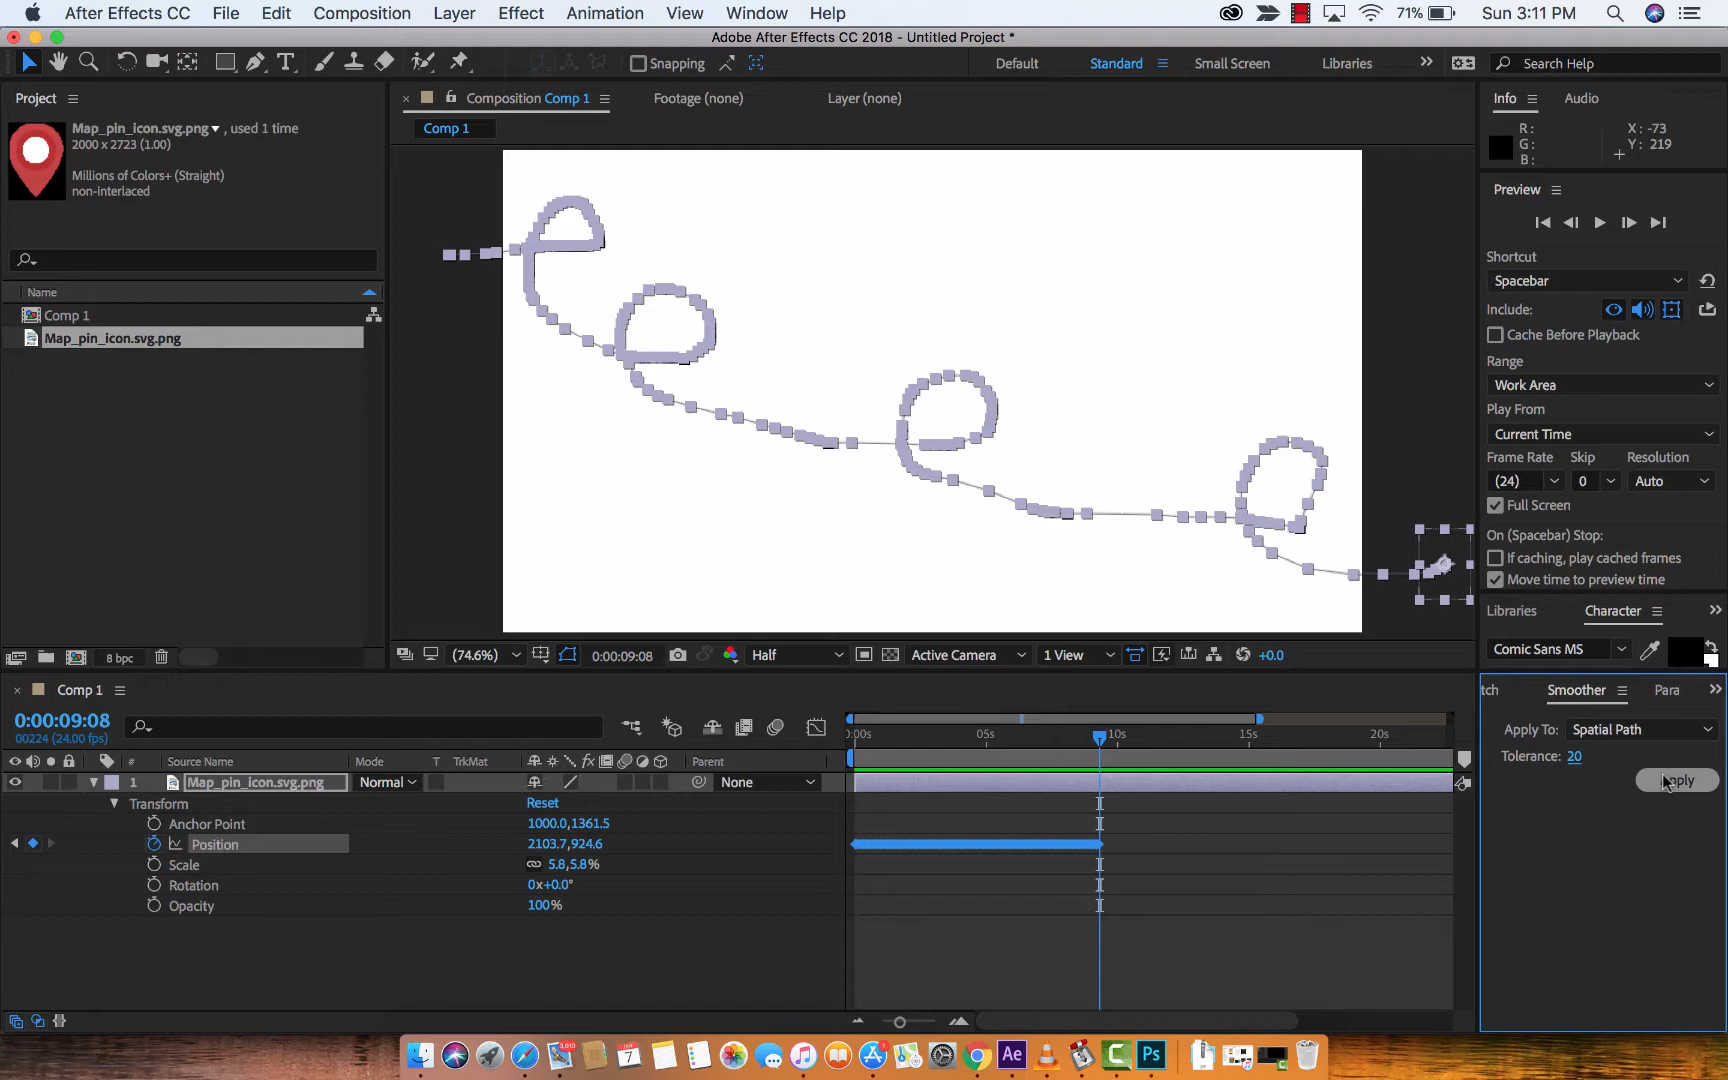 After Effects CC File Edit Composition Layer Effect Animation View Window Help 71% Sun 3:11 PM
Adobe After Effects CC 2018 - Untitled Project *
Snapping Default Standard Small Screen Libraries Search Help
Project
Map_pin_icon.svg.png , used 1 time
2000 x 2723 (1.00)
Millions of Colors+ (Straight)
non-interlaced
Name
Comp 1
Map_pin_icon.svg.png
8 bpc
Composition Comp 1 Footage (none) Layer (none)
Comp 1
(74.6%) 0:00:09:08 Half Active Camera 1 View +0.0
Info Audio
R: X: -73
G: Y: 219
B:
Preview
Shortcut
Spacebar
Include:
Cache Before Playback
Range
Work Area
Play From
Current Time
Frame Rate Skip Resolution
(24) 0 Auto
Full Screen
On (Spacebar) Stop:
If caching, play cached frames
Move time to preview time
Libraries Character
Comic Sans MS
tch Smoother Para
Apply To: Spatial Path
Tolerance: 20
Apply
Comp 1
0:00:09:08
00224 (24.00 fps)
# Source Name Mode T TrkMat Parent
1 Map_pin_icon.svg.png Normal None
Transform Reset
Anchor Point 1000.0,1361.5
Position 2103.7,924.6
Scale 5.8,5.8%
Rotation 0x+0.0°
Opacity 100%
:00s 05s 10s 15s 20s
3,910
7
Ae Ps